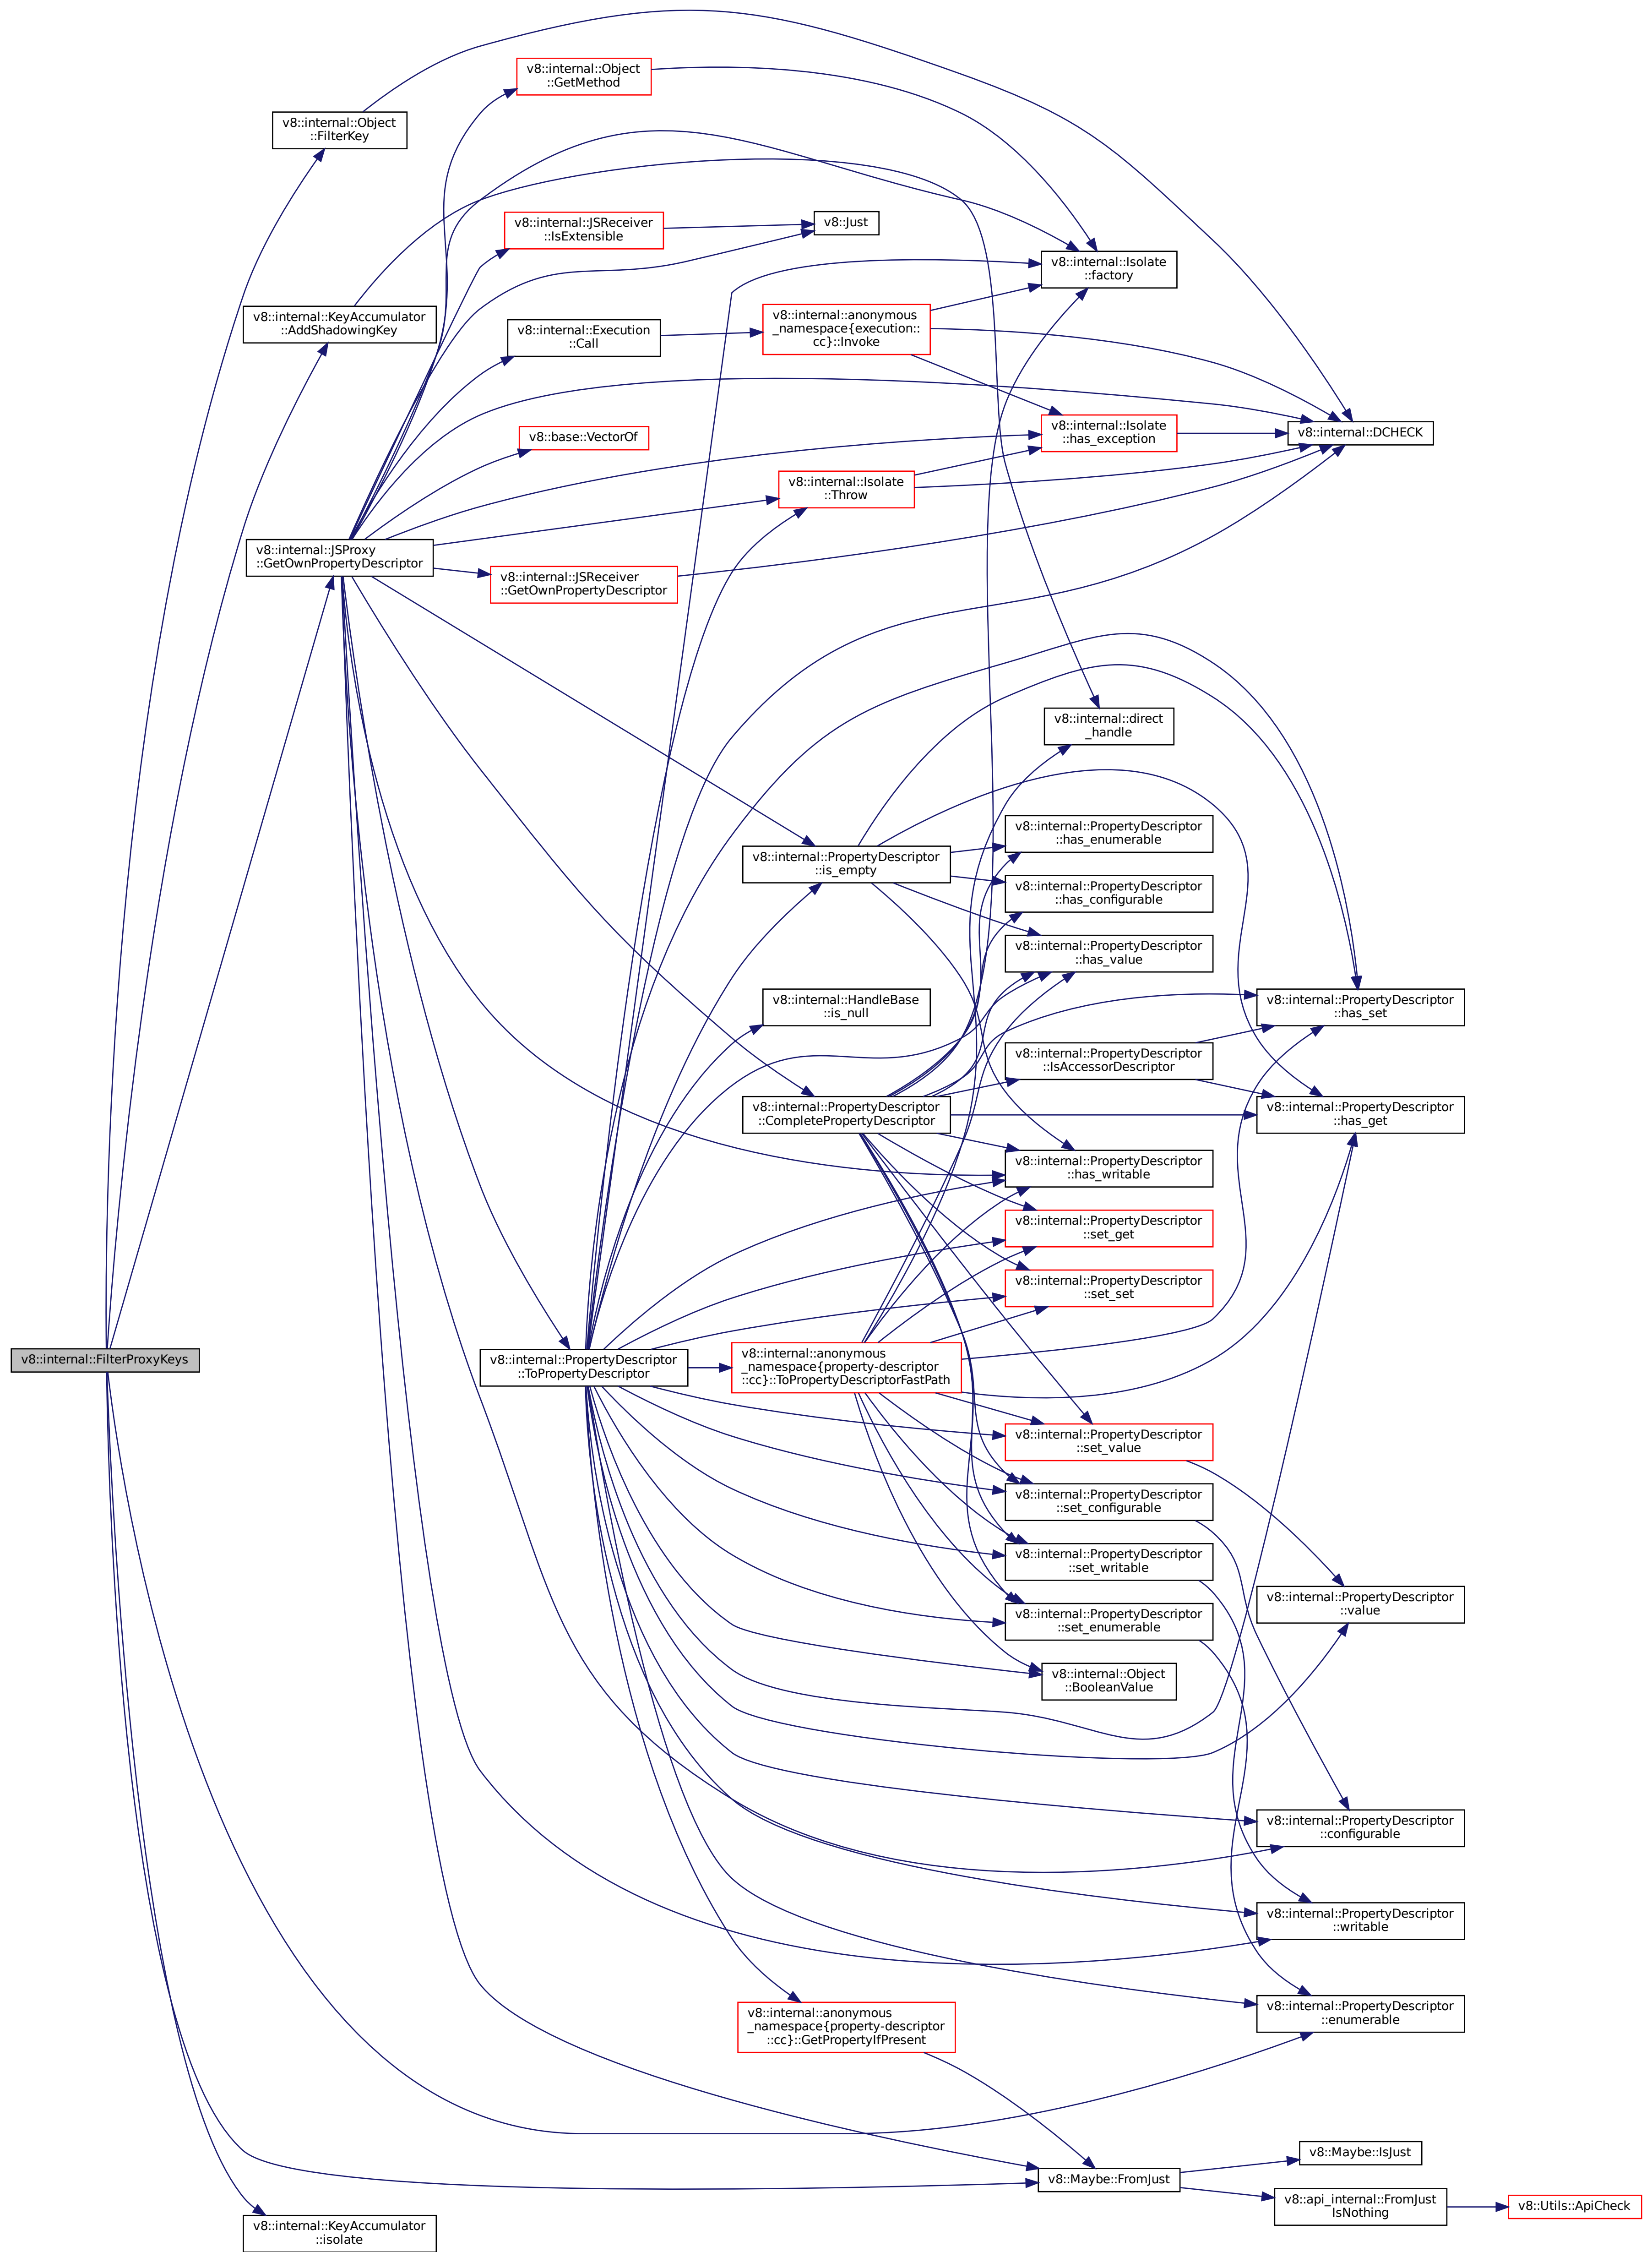 v8::internal::FilterProxyKeys
v8::internal::Object
::FilterKey
v8::internal::KeyAccumulator
::AddShadowingKey
v8::internal::JSProxy
::GetOwnPropertyDescriptor
v8::internal::KeyAccumulator
::isolate
v8::internal::Object
::GetMethod
v8::internal::JSReceiver
::IsExtensible
v8::internal::Execution
::Call
v8::base::VectorOf
v8::internal::JSReceiver
::GetOwnPropertyDescriptor
v8::internal::PropertyDescriptor
::ToPropertyDescriptor
v8::Just
v8::internal::anonymous
_namespace{execution::
cc}::Invoke
v8::internal::Isolate
::Throw
v8::internal::PropertyDescriptor
::is_empty
v8::internal::HandleBase
::is_null
v8::internal::PropertyDescriptor
::CompletePropertyDescriptor
v8::internal::anonymous
_namespace{property-descriptor
::cc}::ToPropertyDescriptorFastPath
v8::internal::anonymous
_namespace{property-descriptor
::cc}::GetPropertyIfPresent
v8::internal::Isolate
::factory
v8::internal::Isolate
::has_exception
v8::internal::direct
_handle
v8::internal::PropertyDescriptor
::has_enumerable
v8::internal::PropertyDescriptor
::has_configurable
v8::internal::PropertyDescriptor
::has_value
v8::internal::PropertyDescriptor
::IsAccessorDescriptor
v8::internal::PropertyDescriptor
::has_writable
v8::internal::PropertyDescriptor
::set_get
v8::internal::PropertyDescriptor
::set_set
v8::internal::PropertyDescriptor
::set_value
v8::internal::PropertyDescriptor
::set_configurable
v8::internal::PropertyDescriptor
::set_writable
v8::internal::PropertyDescriptor
::set_enumerable
v8::internal::Object
::BooleanValue
v8::Maybe::FromJust
v8::internal::DCHECK
v8::internal::PropertyDescriptor
::has_set
v8::internal::PropertyDescriptor
::has_get
v8::internal::PropertyDescriptor
::value
v8::internal::PropertyDescriptor
::configurable
v8::internal::PropertyDescriptor
::writable
v8::internal::PropertyDescriptor
::enumerable
v8::Maybe::IsJust
v8::api_internal::FromJust
IsNothing
v8::Utils::ApiCheck